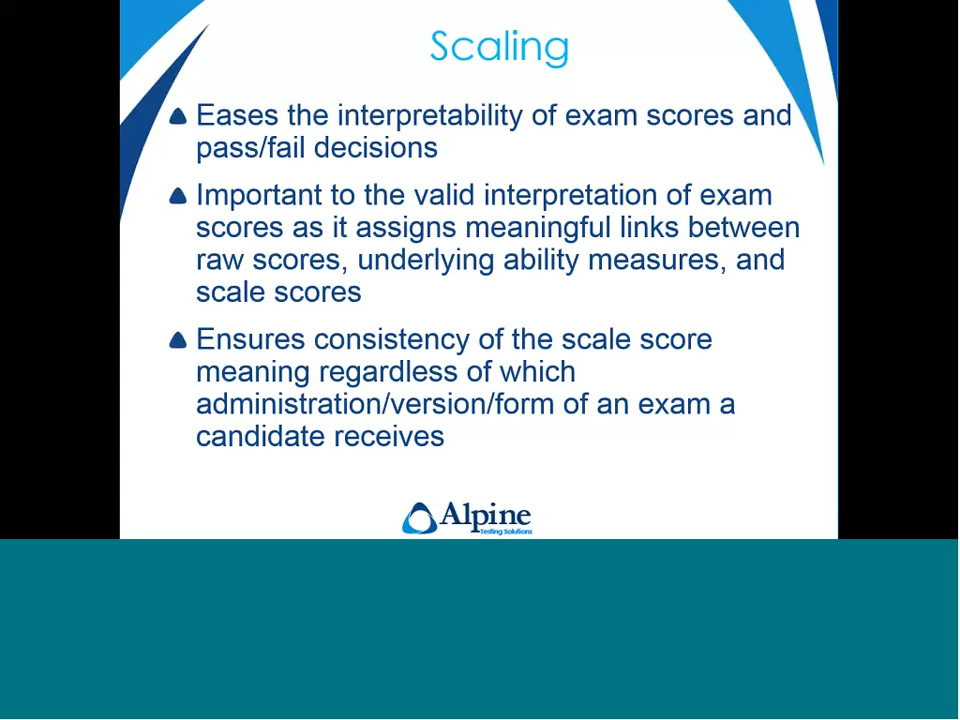 Scaling
Eases the interpretability of exam scores and
pass/fail decisions
Important to the valid interpretation of exam
scores as it assigns meaningful links between
raw scores, underlying ability measures, and
scale scores
Ensures consistency of the scale score
meaning regardless of which
administration/version/form of an exam a
candidate receives
Alpine
Testing Solutions